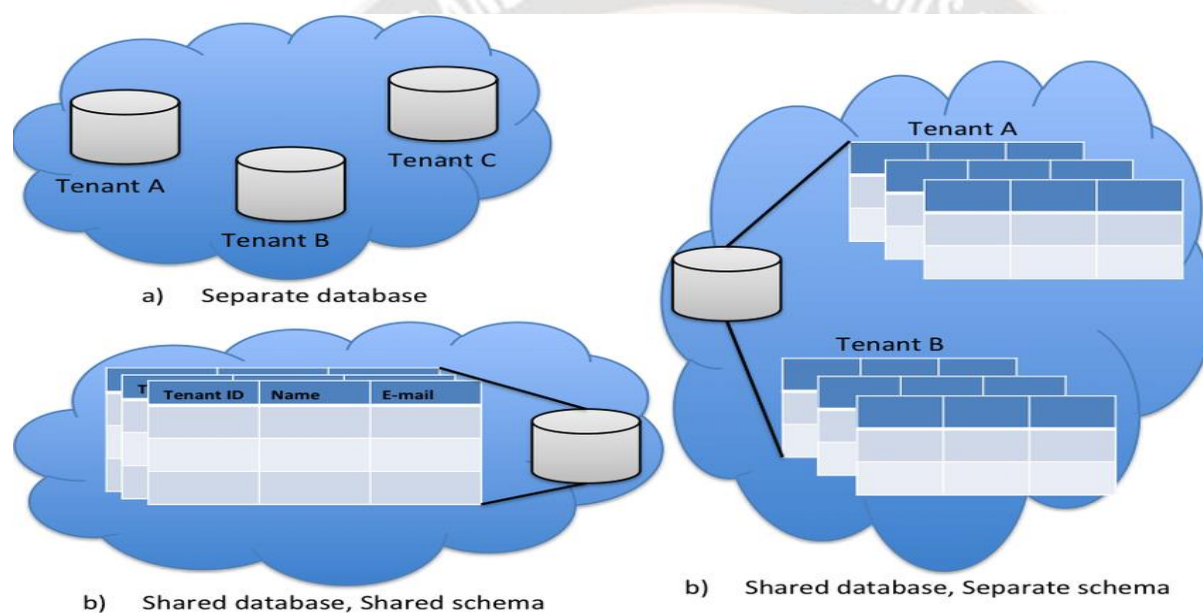 Tenant A
Tenant B
Tenant C
a) Separate database
Tenant ID Name E-mail
b) Shared database, Shared schema
Tenant A
Tenant B
b) Shared database, Separate schema